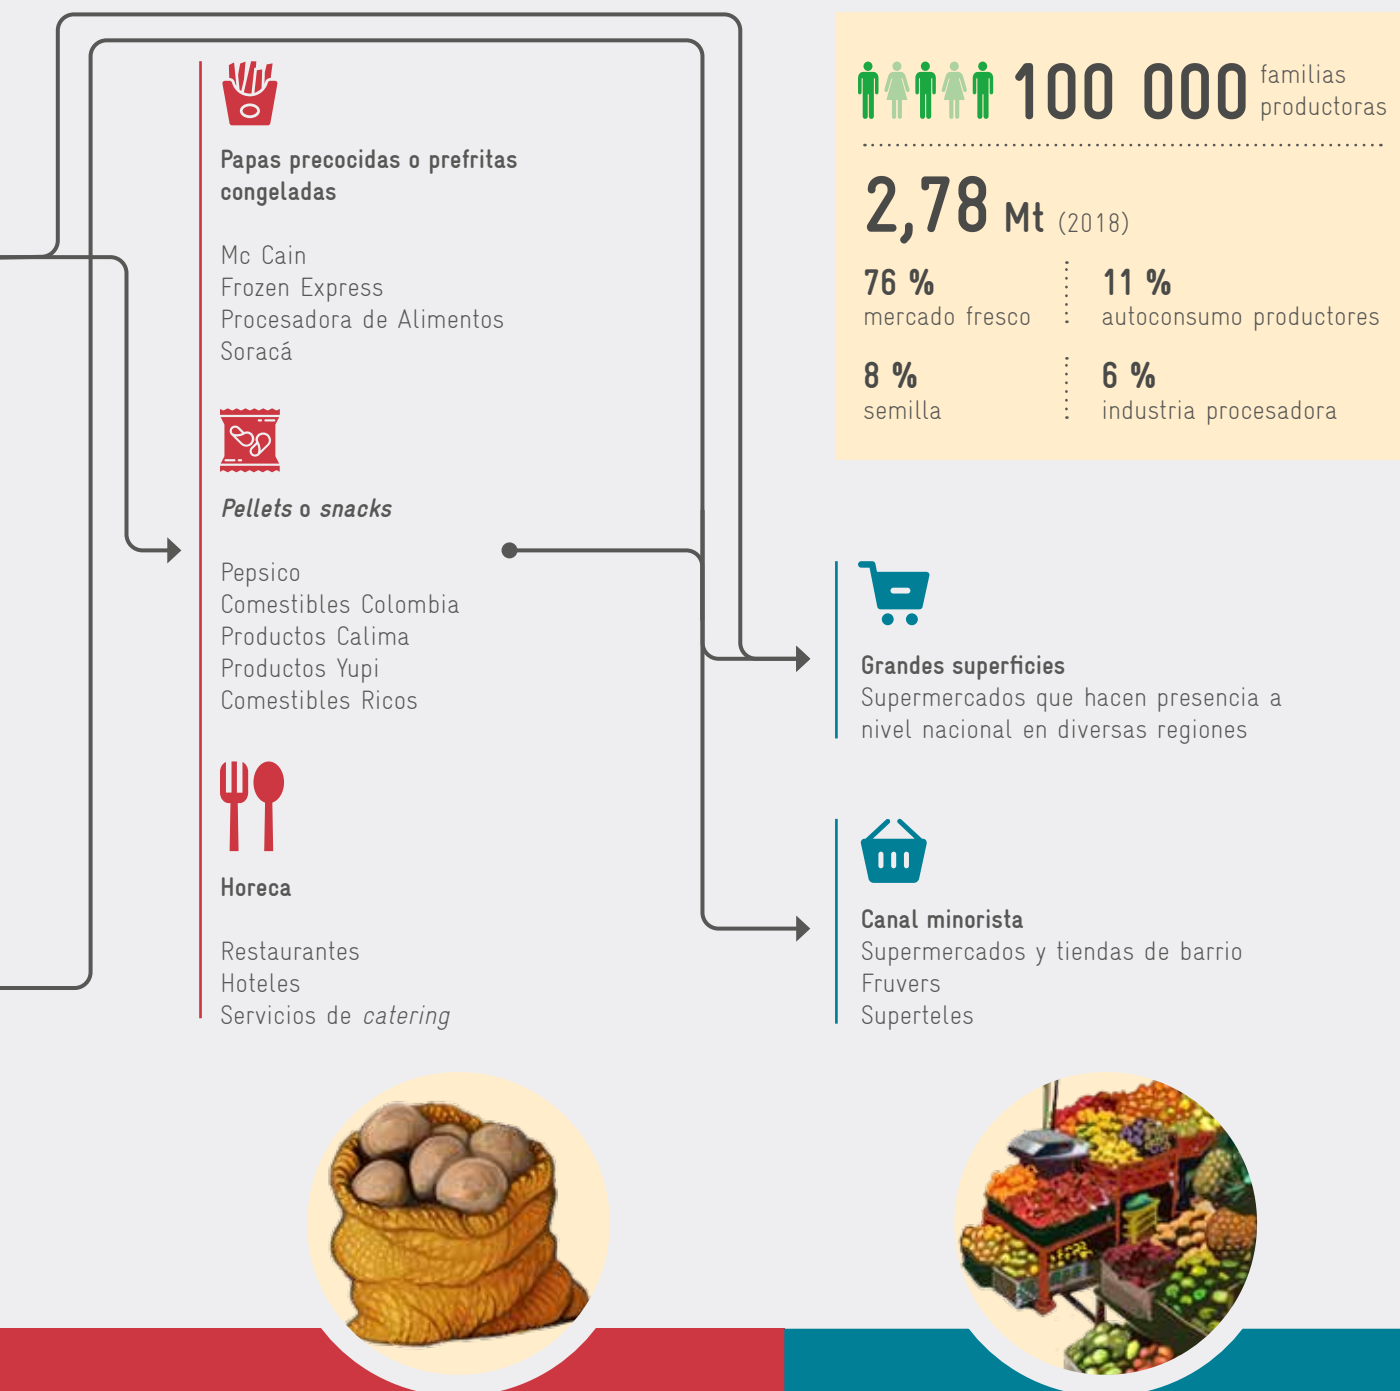 Papas precocidas o prefritas
congeladas
Mc Cain
Frozen Express
Procesadora de Alimentos
Soracá
Pellets o snacks
Pepsico
Comestibles Colombia
Productos Calima
Productos Yupi
Comestibles Ricos
Horeca
Restaurantes
Hoteles
Servicios de catering
100 000 familias
productoras
2,78 Mt (2018)
76 %
mercado fresco
11 %
autoconsumo productores
8 %
semilla
6 %
industria procesadora
Grandes superficies
Supermercados que hacen presencia a
nivel nacional en diversas regiones
Canal minorista
Supermercados y tiendas de barrio
Fruvers
Superteles